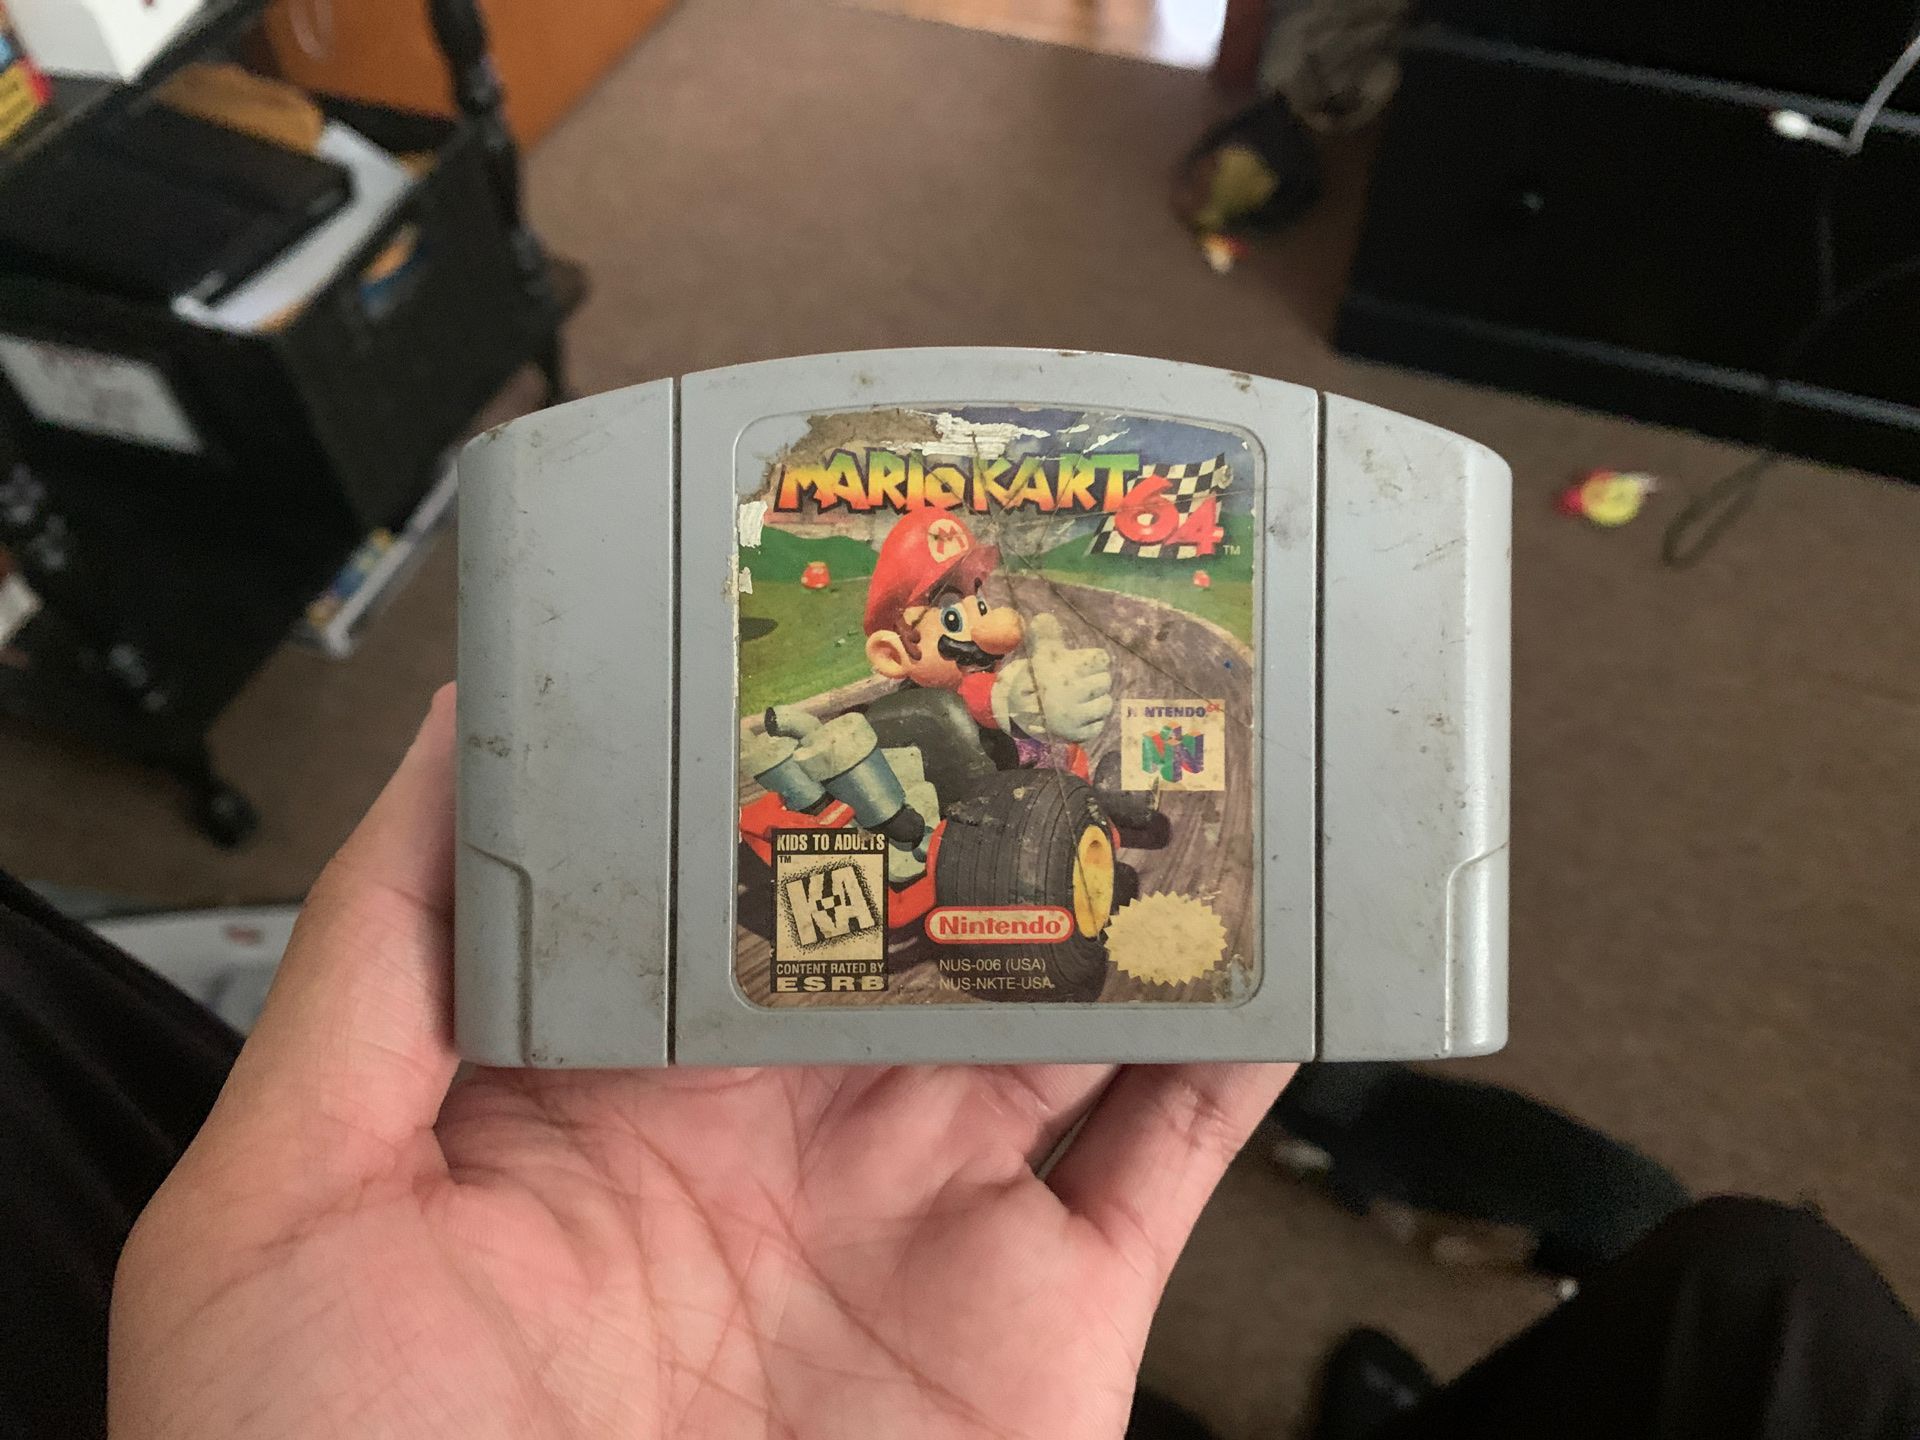 MARIO KART 64 ™
M
NINTENDO 64
KIDS TO ADULTS
™
K-A
CONTENT RATED BY
ESRB
Nintendo®
NUS-006 (USA)
NUS-NKTE-USA